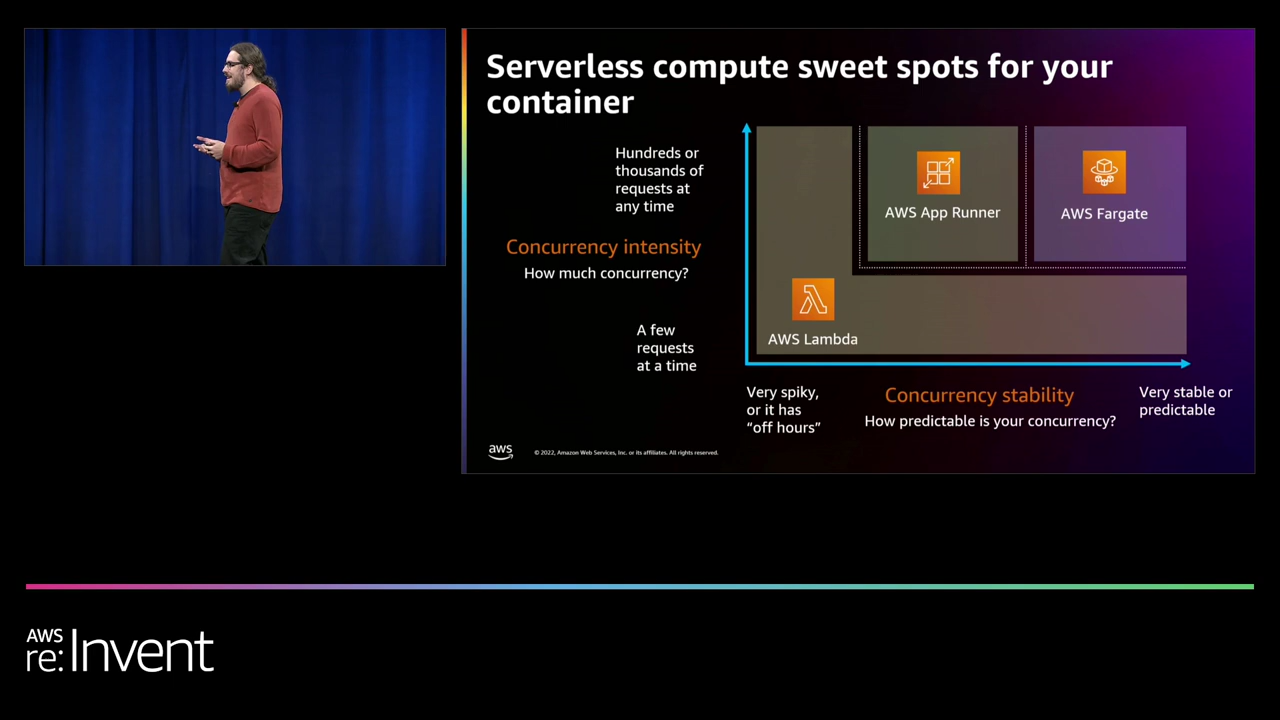 Serverless compute sweet spots for your
container
Hundreds or
thousands of
requests at
any time
Concurrency intensity
How much concurrency?
A few
requests
at a time
AWS App Runner
AWS Fargate
AWS Lambda
Very spiky,
or it has
“off hours”
Concurrency stability
How predictable is your concurrency?
Very stable or
predictable
aws
© 2022, Amazon Web Services, Inc. or its affiliates. All rights reserved.
AWS
re:Invent